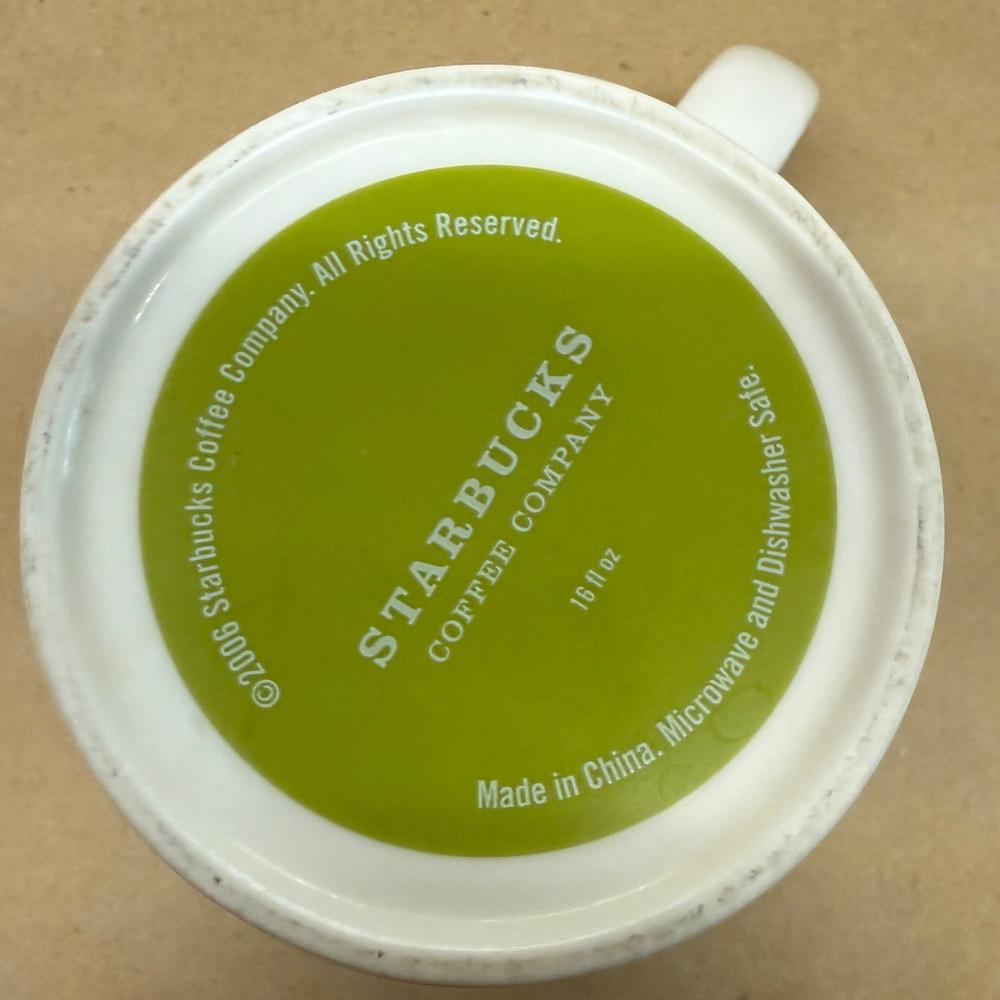 ©2006 Starbucks Coffee Company. All Rights Reserved.
STARBUCKS
COFFEE COMPANY
16 fl oz
Made in China. Microwave and Dishwasher Safe.